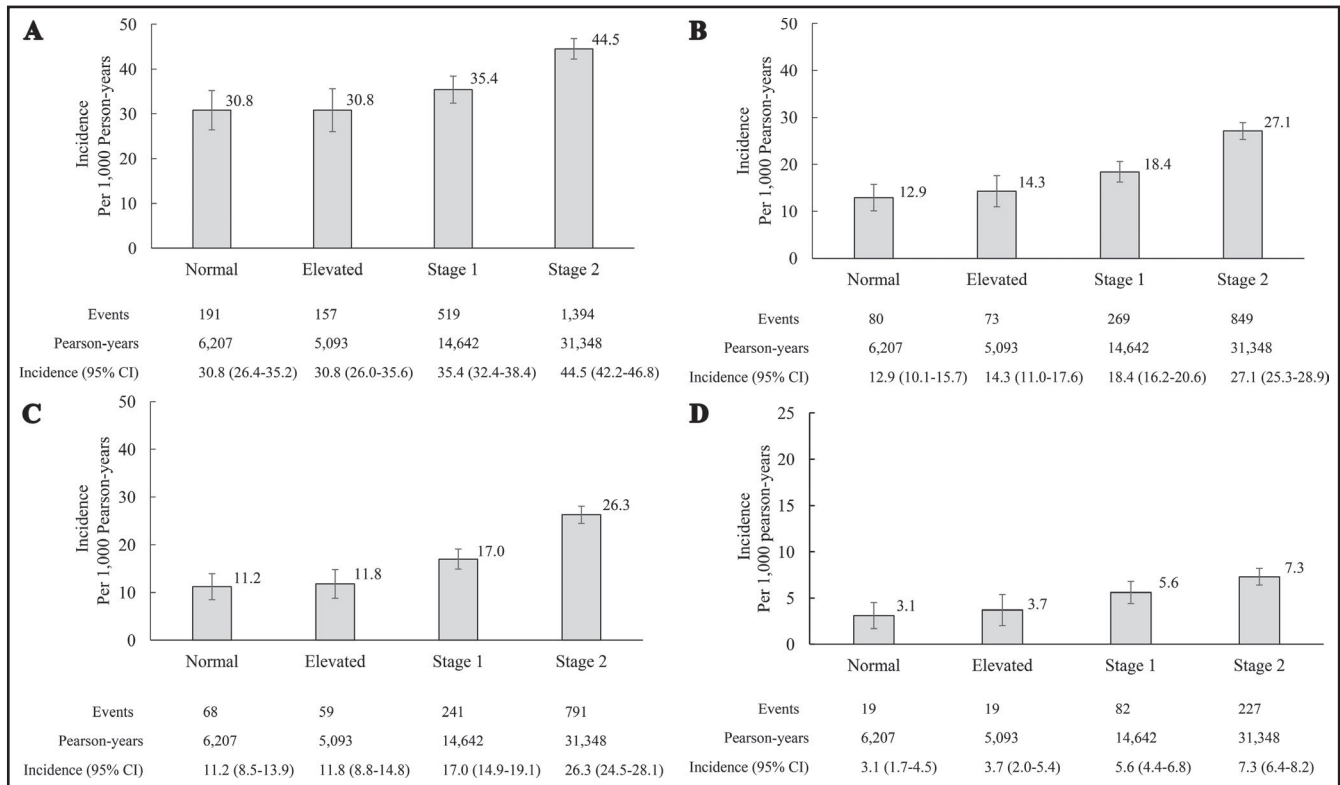 A
Incidence
Per 1,000 Person-years
50
40
30
20
10
0
30.8
30.8
35.4
44.5
Normal Elevated Stage 1 Stage 2
Events 191 157 519 1,394
Pearson-years 6,207 5,093 14,642 31,348
Incidence (95% CI) 30.8 (26.4-35.2) 30.8 (26.0-35.6) 35.4 (32.4-38.4) 44.5 (42.2-46.8)
B
Incidence
Per 1,000 Pearson-years
50
40
30
20
10
0
12.9
14.3
18.4
27.1
Normal Elevated Stage 1 Stage 2
Events 80 73 269 849
Pearson-years 6,207 5,093 14,642 31,348
Incidence (95% CI) 12.9 (10.1-15.7) 14.3 (11.0-17.6) 18.4 (16.2-20.6) 27.1 (25.3-28.9)
C
Incidence
Per 1,000 Pearson-years
50
40
30
20
10
0
11.2
11.8
17.0
26.3
Normal Elevated Stage 1 Stage 2
Events 68 59 241 791
Pearson-years 6,207 5,093 14,642 31,348
Incidence (95% CI) 11.2 (8.5-13.9) 11.8 (8.8-14.8) 17.0 (14.9-19.1) 26.3 (24.5-28.1)
D
Incidence
Per 1,000 pearson-years
25
20
15
10
5
0
3.1
3.7
5.6
7.3
Normal Elevated Stage 1 Stage 2
Events 19 19 82 227
Pearson-years 6,207 5,093 14,642 31,348
Incidence (95% CI) 3.1 (1.7-4.5) 3.7 (2.0-5.4) 5.6 (4.4-6.8) 7.3 (6.4-8.2)